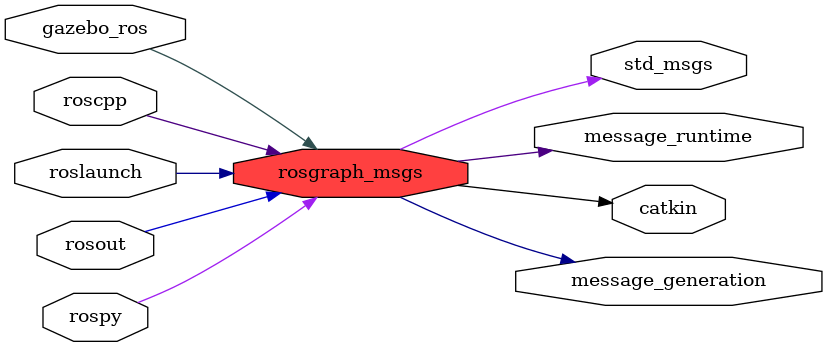 gazebo_ros
roscpp
roslaunch
rosout
rospy
rosgraph_msgs
std_msgs
message_runtime
catkin
message_generation